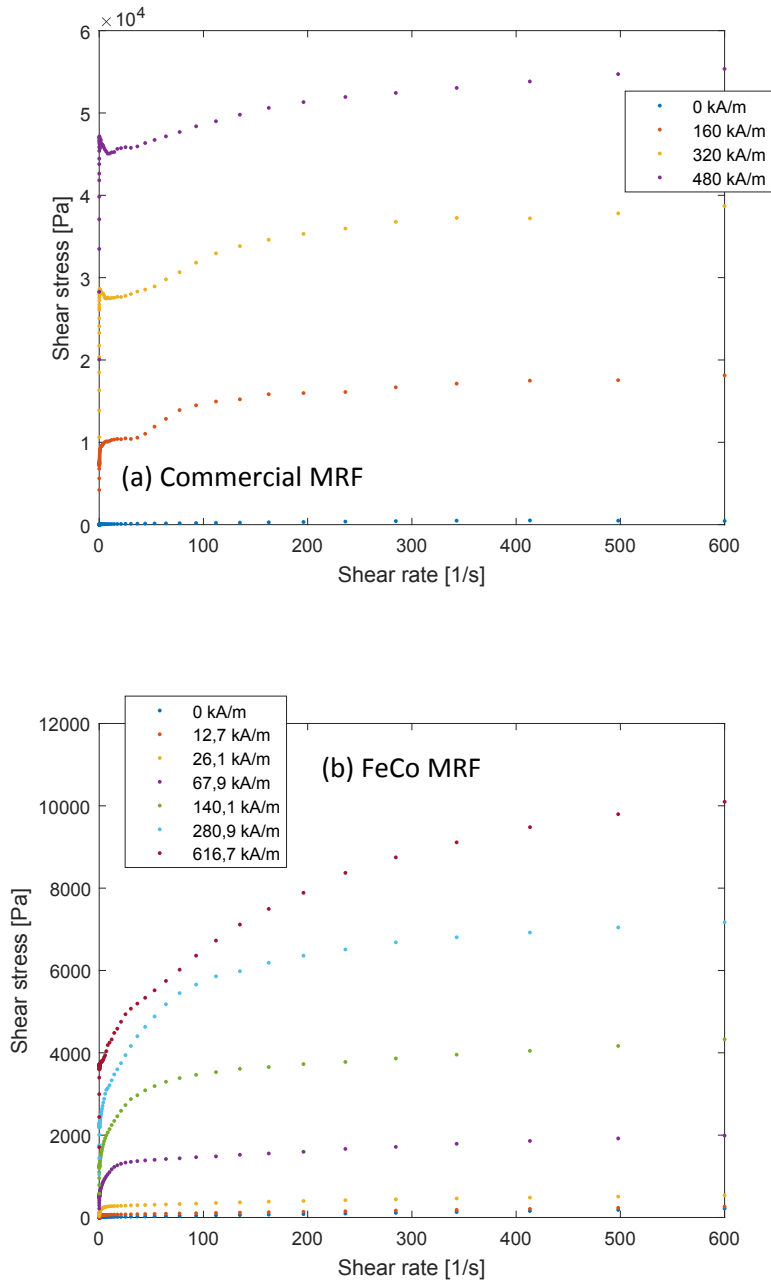 ×10⁴
6
5
4
3
2
1
0
Shear stress [Pa]
0 kA/m
160 kA/m
320 kA/m
480 kA/m
(a) Commercial MRF
0 100 200 300 400 500 600
Shear rate [1/s]
12000
10000
8000
6000
4000
2000
0
Shear stress [Pa]
0 kA/m
12,7 kA/m
26,1 kA/m
67,9 kA/m
140,1 kA/m
280,9 kA/m
616,7 kA/m
(b) FeCo MRF
0 100 200 300 400 500 600
Shear rate [1/s]